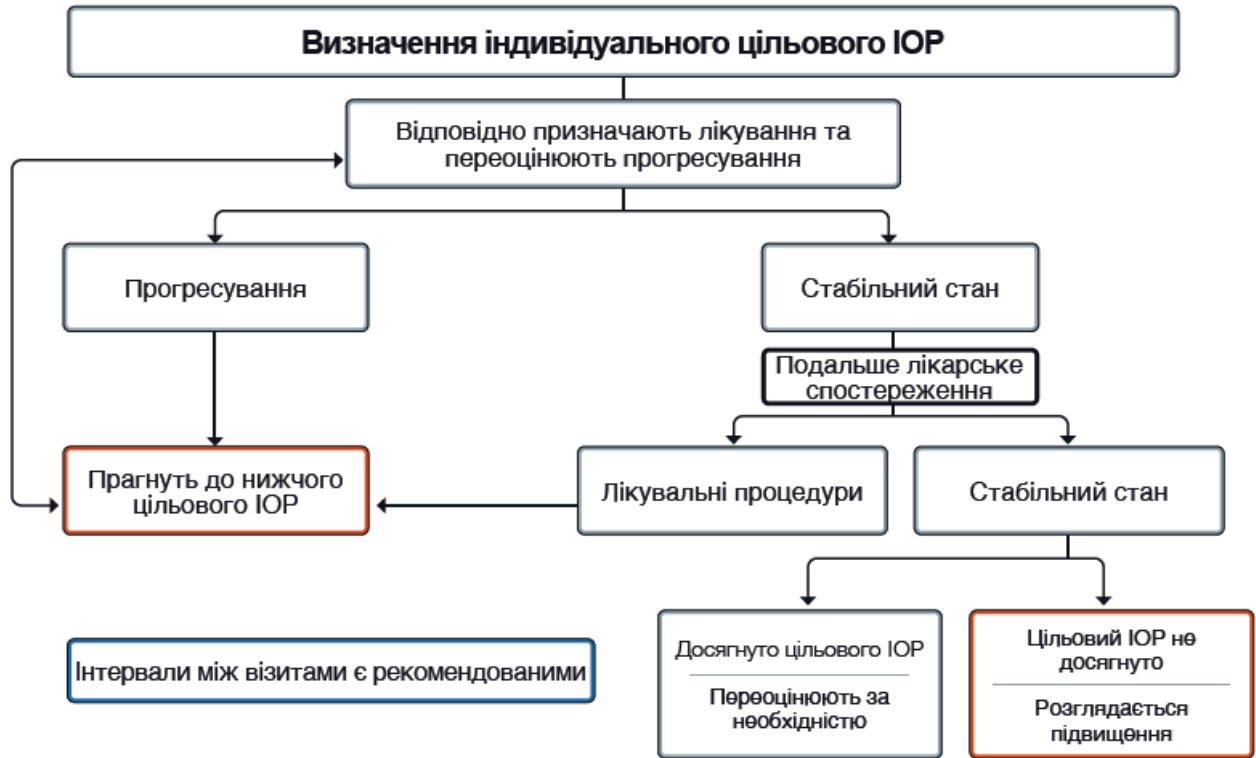 Визначення індивідуального цільового ІОР
Відповідно призначають лікування та
переоцінюють прогресування
Прогресування
Стабільний стан
Подальше лікарське
спостереження
Прагнуть до нижчого
цільового ІОР
Лікувальні процедури
Стабільний стан
Досягнуто цільового ІОР
Переоцінюють за
необхідністю
Цільовий ІОР не
досягнуто
Розглядається
підвищення
Інтервали між візитами є рекомендованими